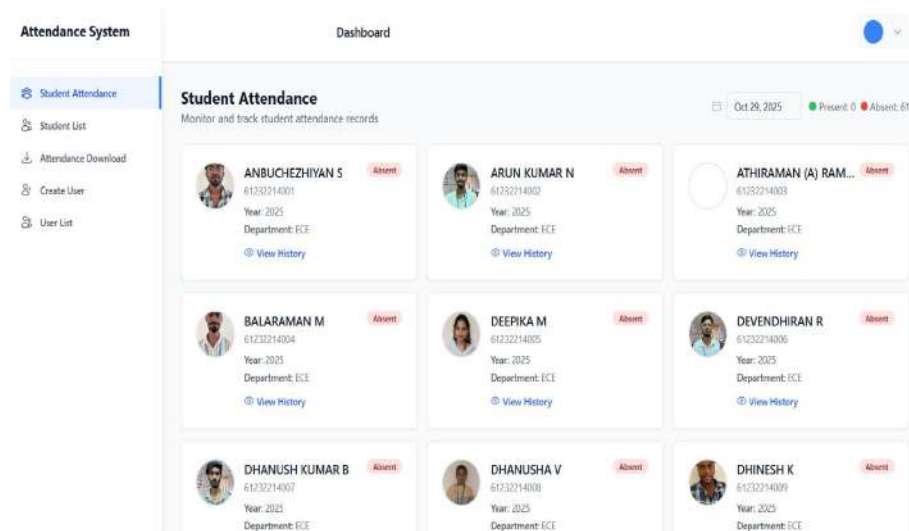 Attendance System
Dashboard
Student Attendance
Student List
Attendance Download
Create User
User List
Student Attendance
Monitor and track student attendance records
Oct 29, 2025
Present: 0
Absent: 61
ANBUCHEZHIYAN S
Absent
61232214001
Year: 2025
Department: ECE
View History
ARUN KUMAR N
Absent
61232214002
Year: 2025
Department: ECE
View History
ATHIRAMAN (A) RAM...
Absent
61232214003
Year: 2025
Department: ECE
View History
BALARAMAN M
Absent
61232214004
Year: 2025
Department: ECE
View History
DEEPIKA M
Absent
61232214005
Year: 2025
Department: ECE
View History
DEVENDHIRAN R
Absent
61232214006
Year: 2025
Department: ECE
View History
DHANUSH KUMAR B
Absent
61232214007
Year: 2025
Department: ECE
DHANUSHA V
Absent
61232214008
Year: 2025
Department: ECE
DHINESH K
Absent
61232214009
Year: 2025
Department: ECE